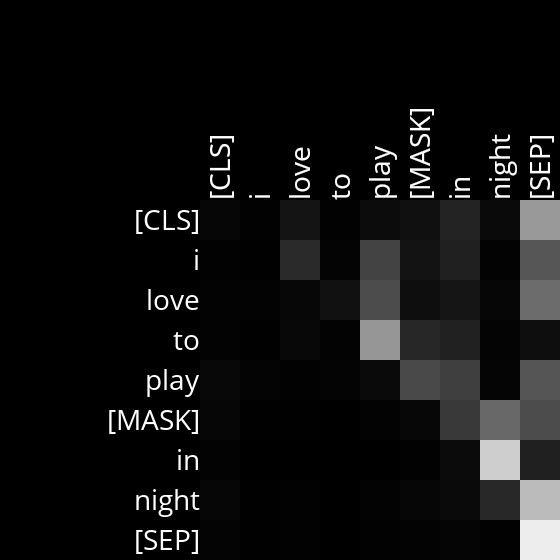 [CLS] i love to play [MASK] in night [SEP]
[CLS]
i
love
to
play
[MASK]
in
night
[SEP]